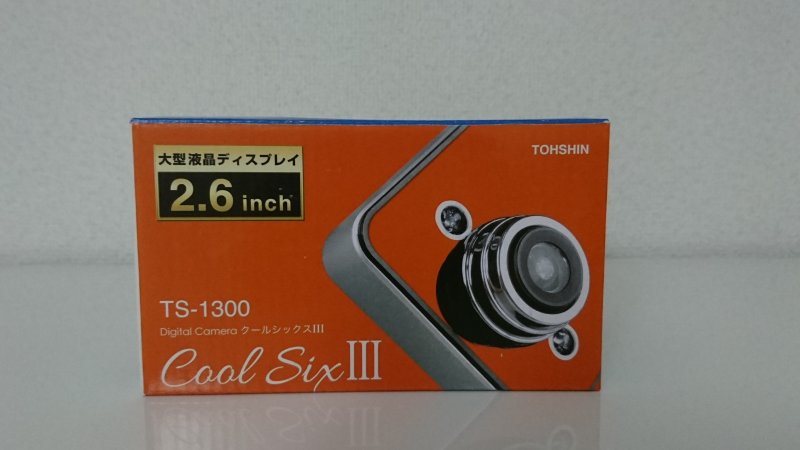 大型液晶ディスプレイ
2.6 inch
TOHSHIN
TS-1300
Digital Camera クールシックスIII
Cool Six III